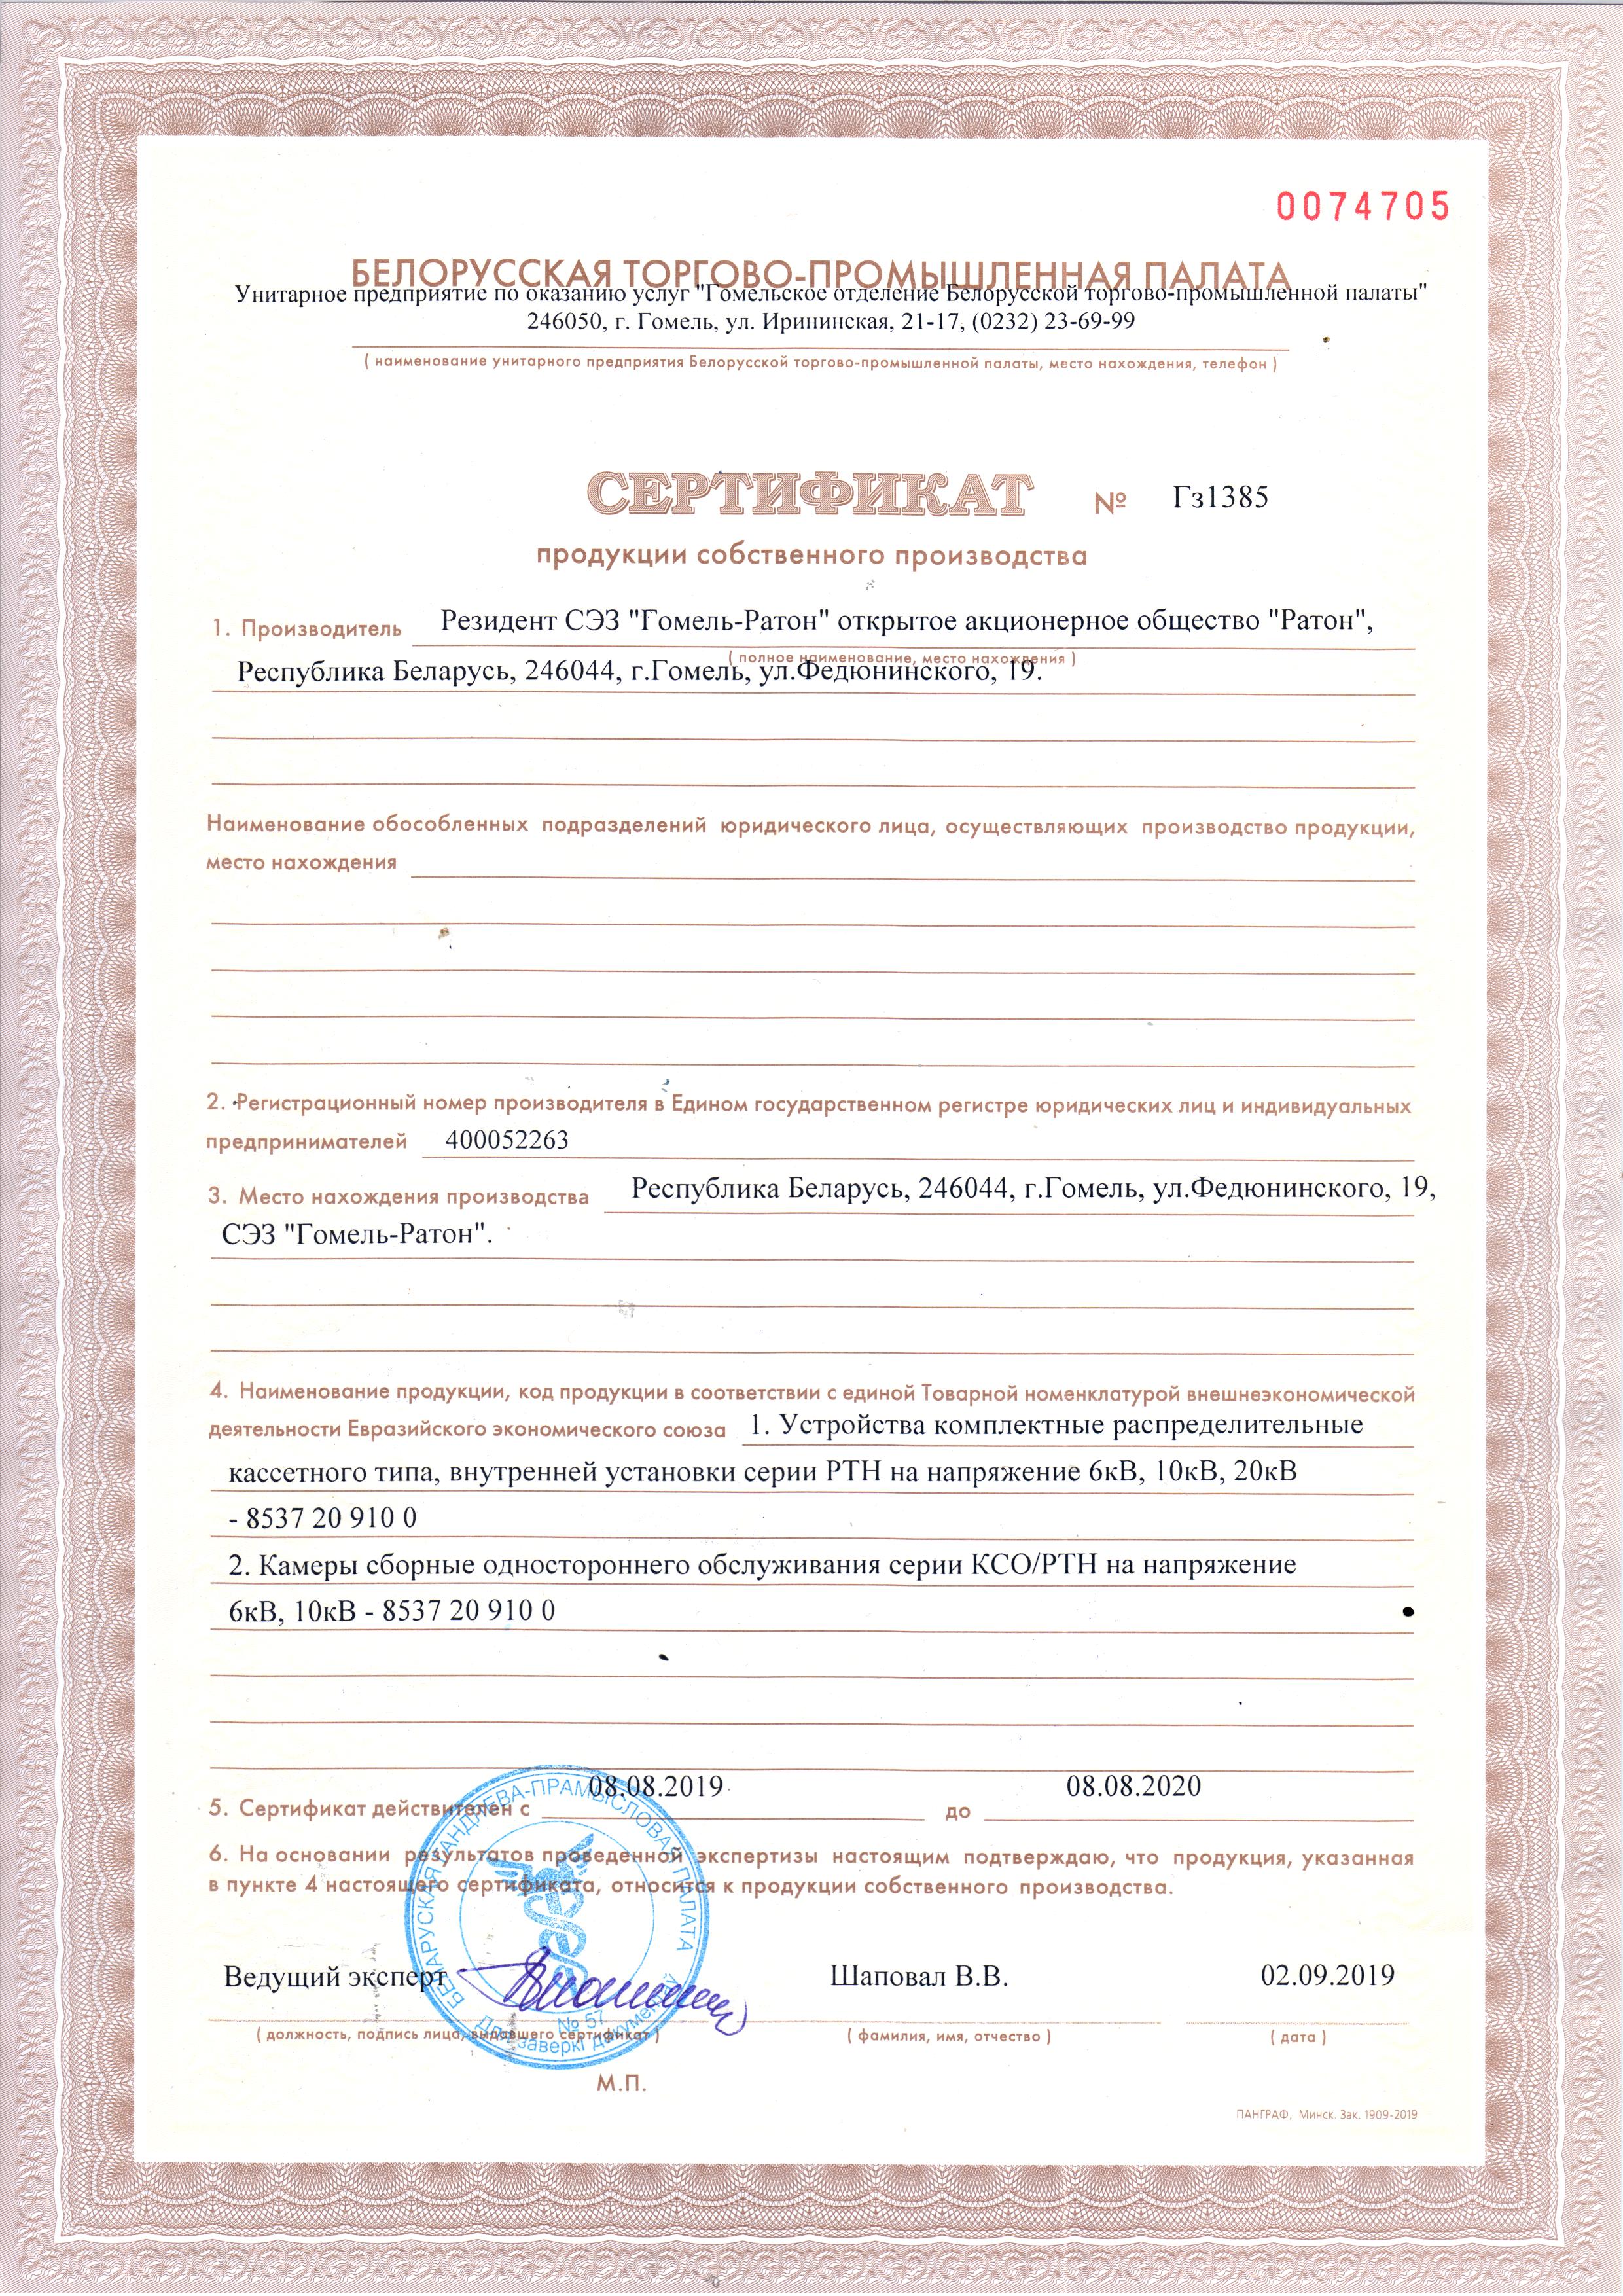 0074705
БЕЛОРУССКАЯ ТОРГОВО-ПРОМЫШЛЕННАЯ ПАЛАТА
Унитарное предприятие по оказанию услуг "Гомельское отделение Белорусской торгово-промышленной палаты"
246050, г. Гомель, ул. Ирининская, 21-17, (0232) 23-69-99
( наименование унитарного предприятия Белорусской торгово-промышленной палаты, место нахождения, телефон )
СЕРТИФИКАТ № Гз1385
продукции собственного производства
1. Производитель Резидент СЭЗ "Гомель-Ратон" открытое акционерное общество "Ратон",
( полное наименование, место нахождения )
Республика Беларусь, 246044, г.Гомель, ул.Федюнинского, 19.
Наименование обособленных подразделений юридического лица, осуществляющих производство продукции,
место нахождения
2. Регистрационный номер производителя в Едином государственном регистре юридических лиц и индивидуальных
предпринимателей 400052263
3. Место нахождения производства Республика Беларусь, 246044, г.Гомель, ул.Федюнинского, 19,
СЭЗ "Гомель-Ратон".
4. Наименование продукции, код продукции в соответствии с единой Товарной номенклатурой внешнеэкономической
деятельности Евразийского экономического союза 1. Устройства комплектные распределительные
кассетного типа, внутренней установки серии РТН на напряжение 6кВ, 10кВ, 20кВ
- 8537 20 910 0
2. Камеры сборные одностороннего обслуживания серии КСО/РТН на напряжение
6кВ, 10кВ - 8537 20 910 0
5. Сертификат действителен с 08.08.2019 до 08.08.2020
6. На основании результатов проведенной экспертизы настоящим подтверждаю, что продукция, указанная
в пункте 4 настоящего сертификата, относится к продукции собственного производства.
БЕЛАРУСКАЯ ГАНДЛЁВА-ПРАМЫСЛОВАЯ ПАЛАТА
Для заверкі дакументаў
№ 57
Ведущий эксперт Шаповал В.В. 02.09.2019
( должность, подпись лица, выдавшего сертификат ) ( фамилия, имя, отчество ) ( дата )
М.П.
ПАНГРАФ, Минск. Зак. 1909-2019